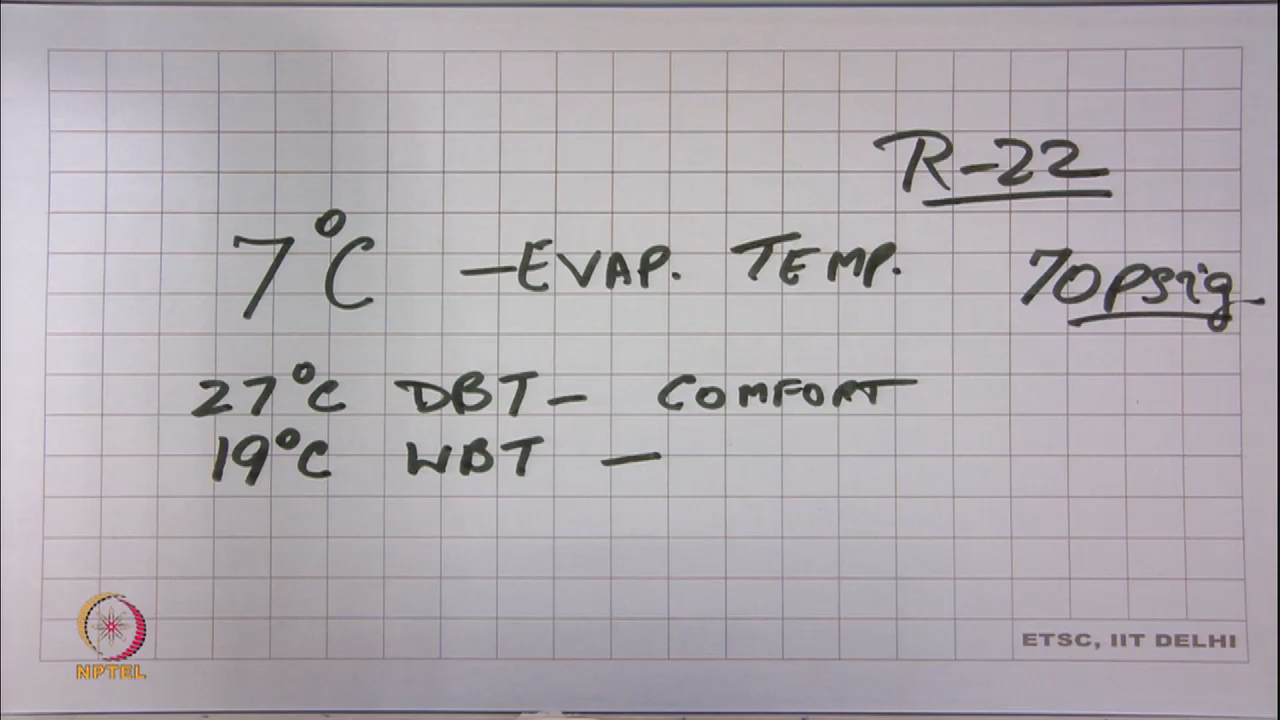 R-22
7°C - EVAP. TEMP. 70psig
27°C DBT - COMFORT
19°C WBT -
NPTEL
ETSC, IIT DELHI